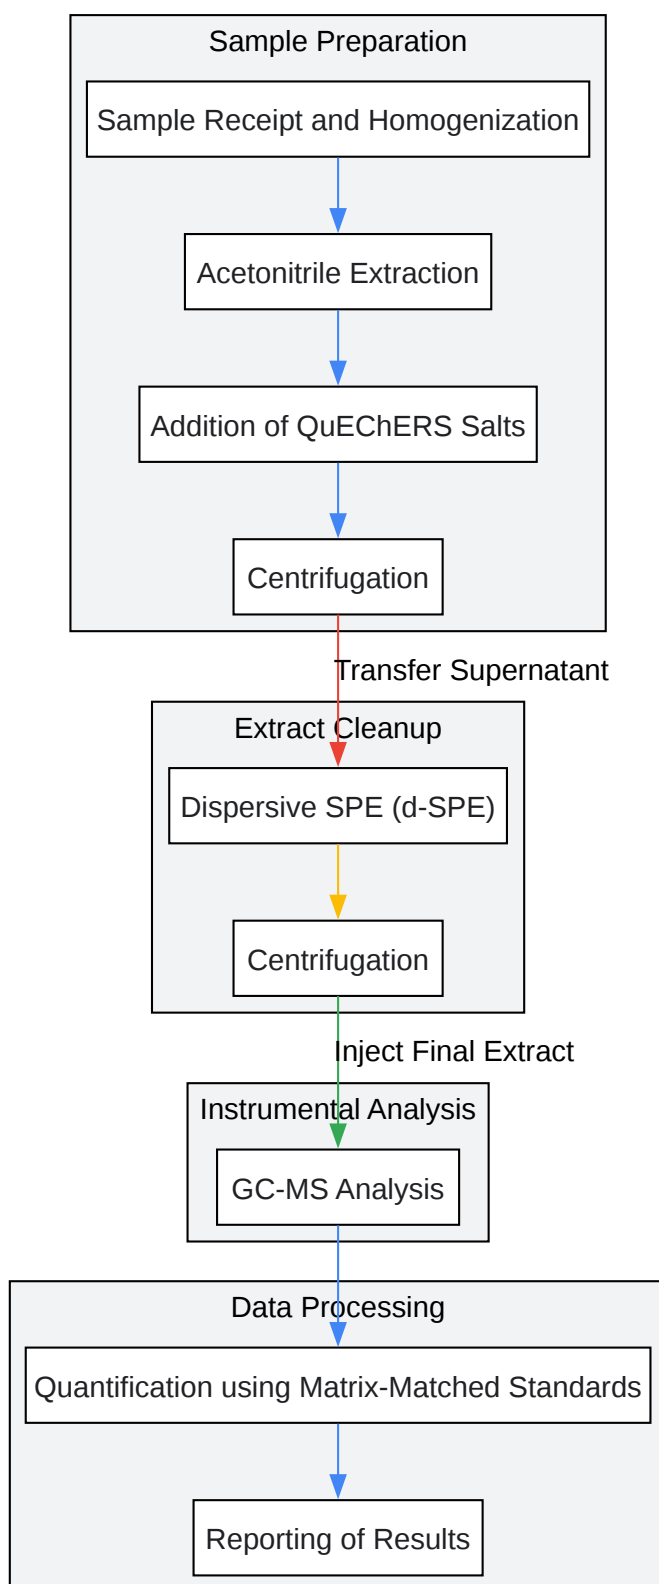 Sample Preparation
Sample Receipt and Homogenization
Acetonitrile Extraction
Addition of QuEChERS Salts
Centrifugation
Transfer Supernatant
Extract Cleanup
Dispersive SPE (d-SPE)
Centrifugation
Inject Final Extract
Instrumental Analysis
GC-MS Analysis
Data Processing
Quantification using Matrix-Matched Standards
Reporting of Results